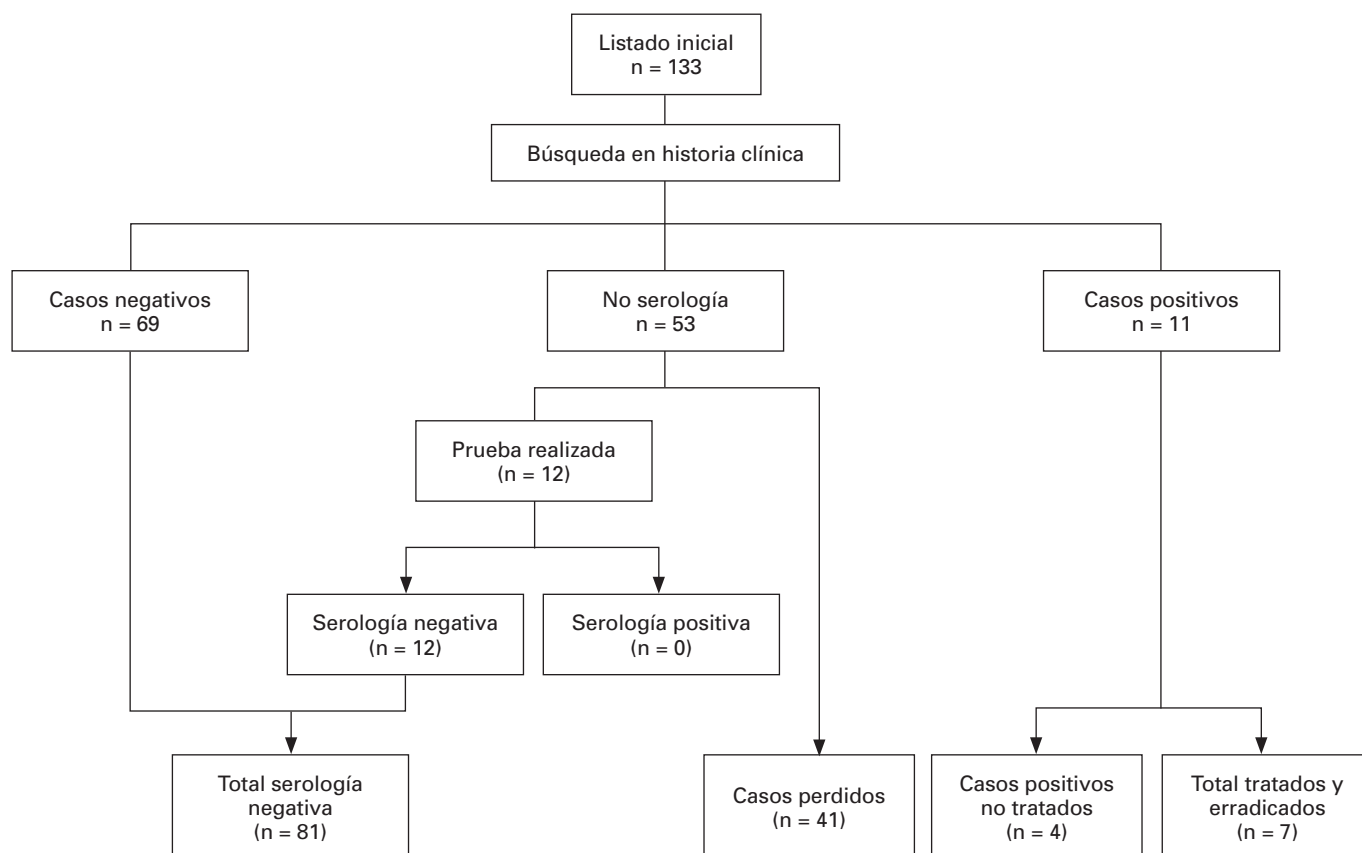 Listado inicial
n = 133
Búsqueda en historia clínica
Casos negativos
n = 69
No serología
n = 53
Casos positivos
n = 11
Prueba realizada
(n = 12)
Serología negativa
(n = 12)
Serología positiva
(n = 0)
Total serología
negativa
(n = 81)
Casos perdidos
(n = 41)
Casos positivos
no tratados
(n = 4)
Total tratados y
erradicados
(n = 7)